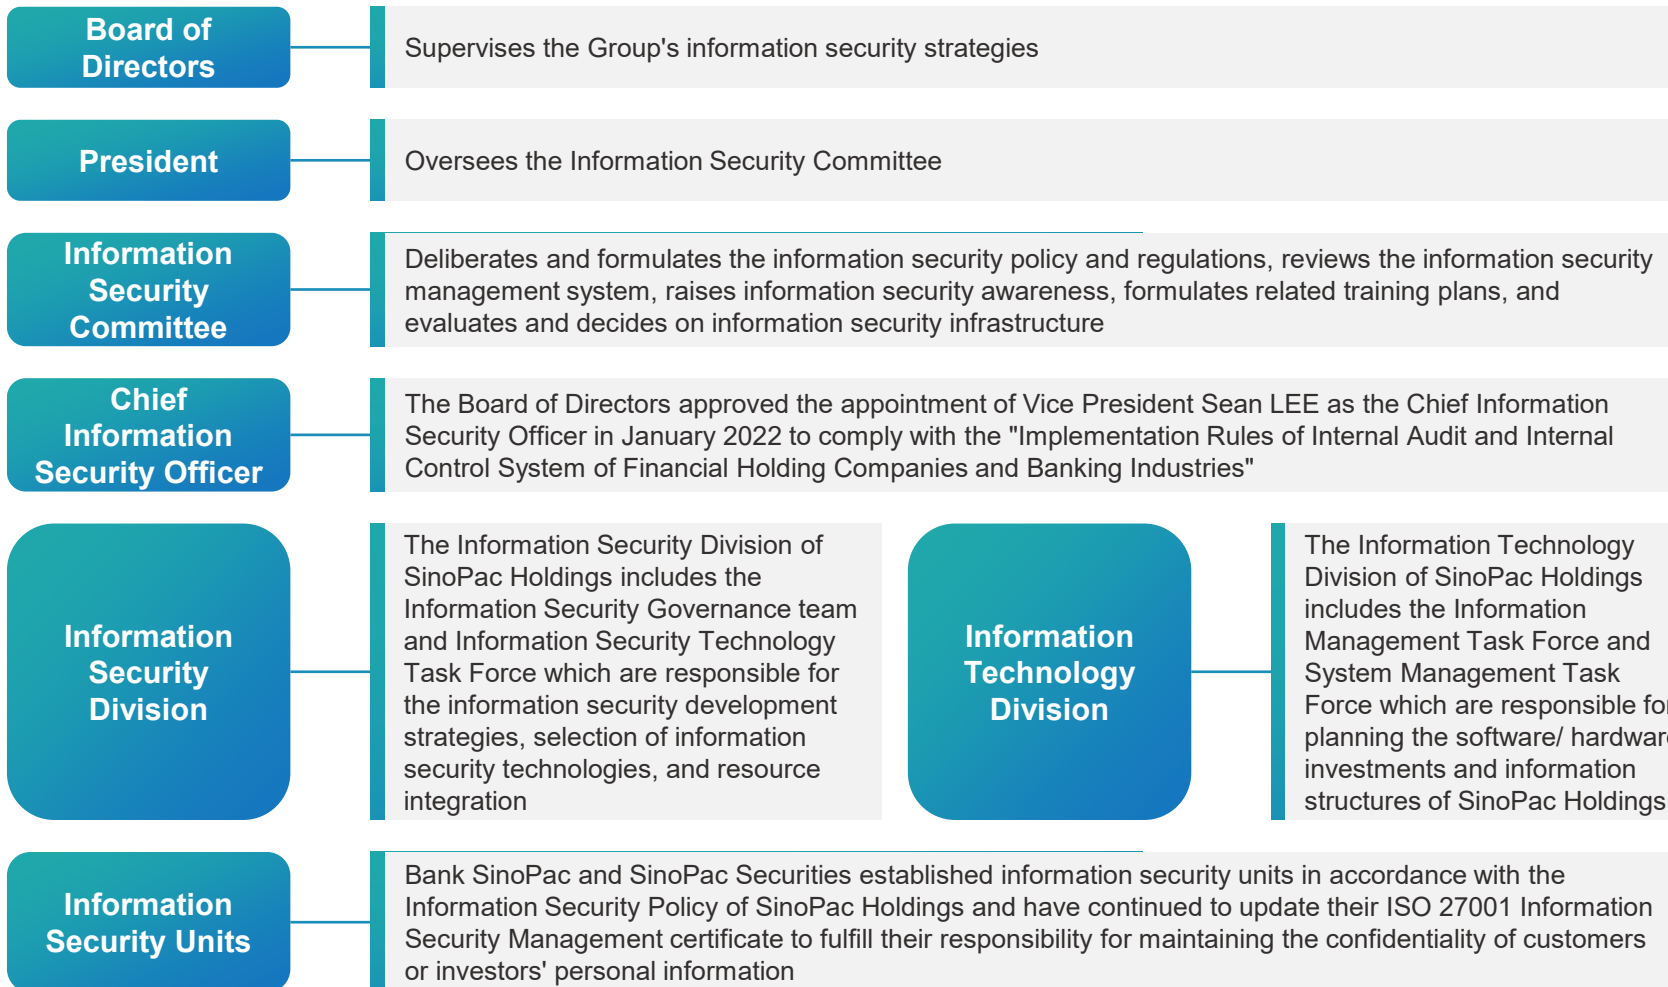 Board of
Directors
Supervises the Group's information security strategies
President
Oversees the Information Security Committee
Information
Security
Committee
Deliberates and formulates the information security policy and regulations, reviews the information security
management system, raises information security awareness, formulates related training plans, and
evaluates and decides on information security infrastructure
Chief
Information
Security Officer
The Board of Directors approved the appointment of Vice President Sean LEE as the Chief Information
Security Officer in January 2022 to comply with the "Implementation Rules of Internal Audit and Internal
Control System of Financial Holding Companies and Banking Industries"
Information
Security
Division
The Information Security Division of
SinoPac Holdings includes the
Information Security Governance team
and Information Security Technology
Task Force which are responsible for
the information security development
strategies, selection of information
security technologies, and resource
integration
Information
Technology
Division
The Information Technology
Division of SinoPac Holdings
includes the Information
Management Task Force and
System Management Task
Force which are responsible for
planning the software/ hardware
investments and information
structures of SinoPac Holdings
Information
Security Units
Bank SinoPac and SinoPac Securities established information security units in accordance with the
Information Security Policy of SinoPac Holdings and have continued to update their ISO 27001 Information
Security Management certificate to fulfill their responsibility for maintaining the confidentiality of customers
or investors' personal information